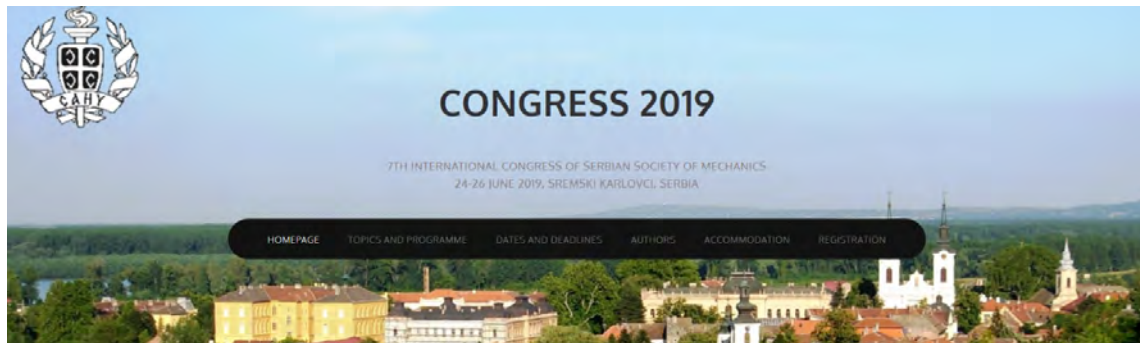 САНУ
CONGRESS 2019
7TH INTERNATIONAL CONGRESS OF SERBIAN SOCIETY OF MECHANICS
24-26 JUNE 2019, SREMSKI KARLOVCI, SERBIA
HOMEPAGE TOPICS AND PROGRAMME DATES AND DEADLINES AUTHORS ACCOMMODATION REGISTRATION